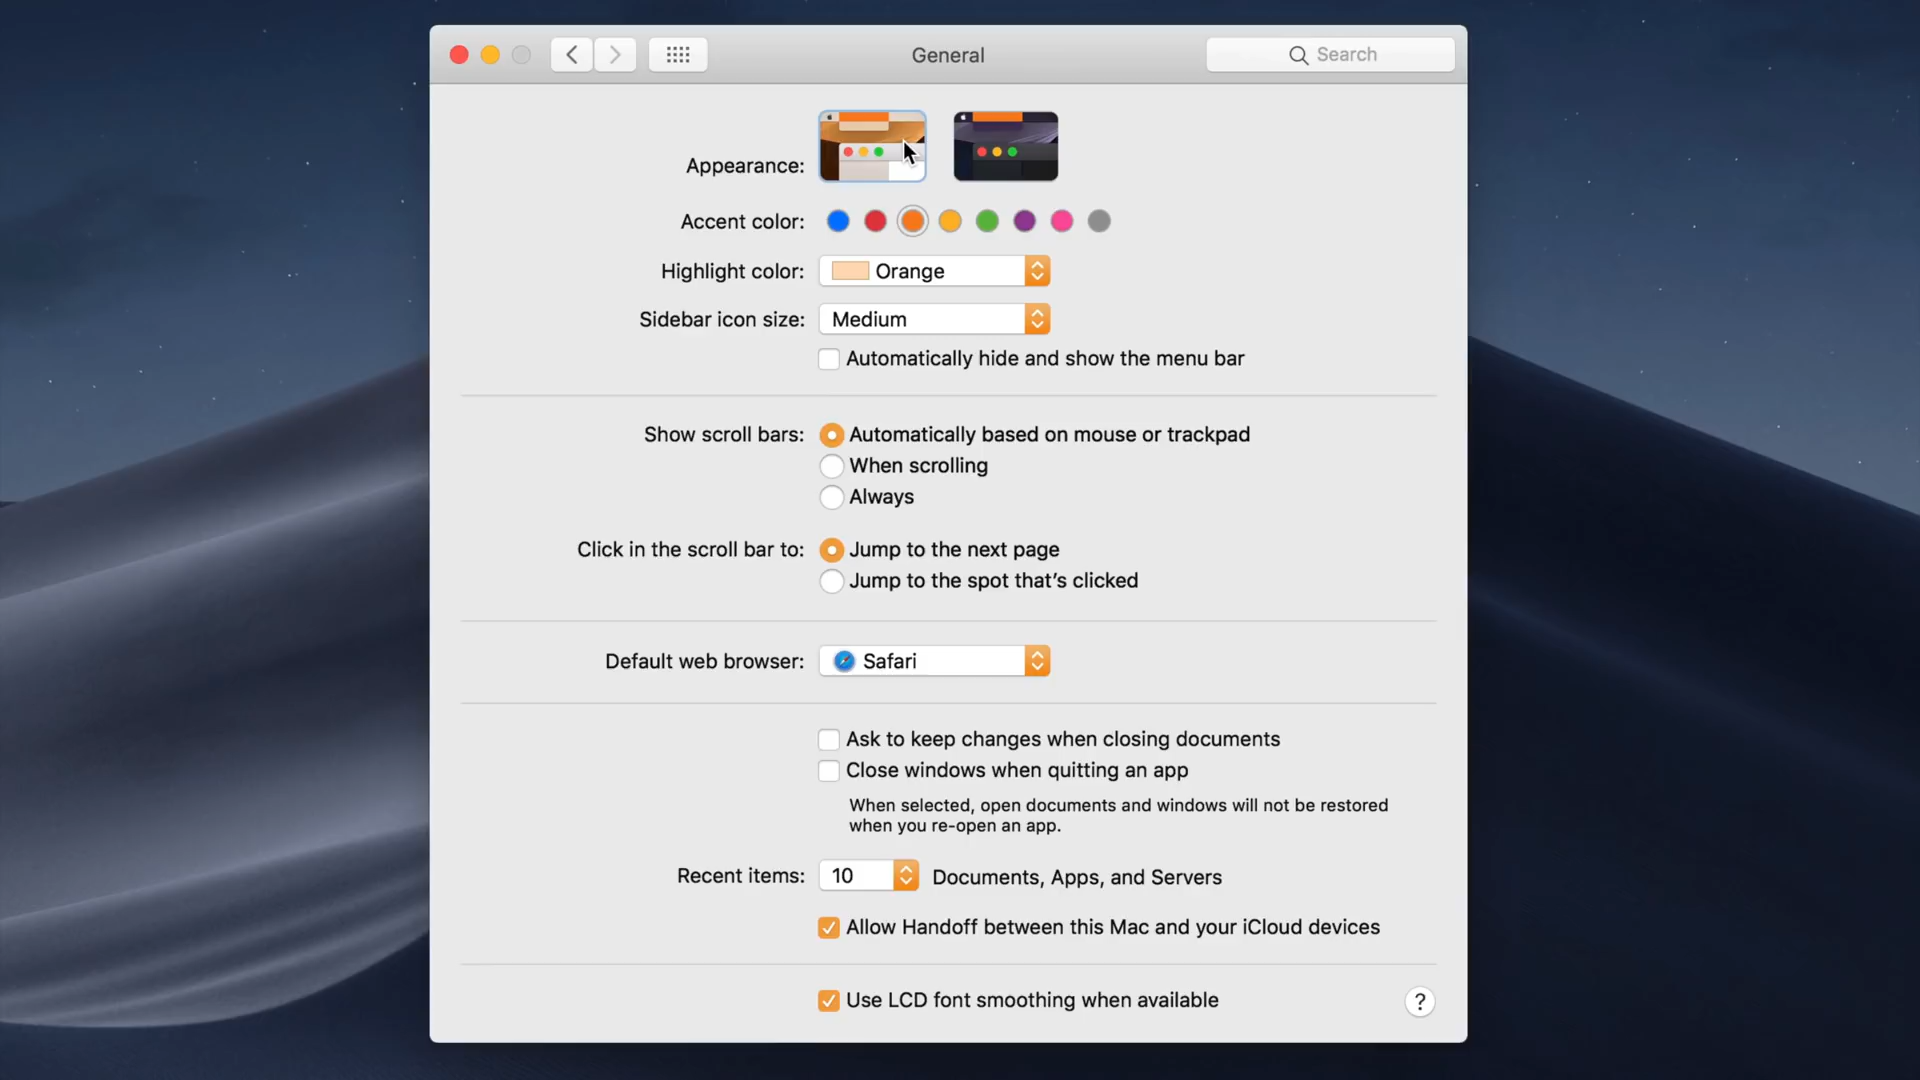 General
Search
Appearance:
Accent color:
Highlight color: Orange
Sidebar icon size: Medium
Automatically hide and show the menu bar
Show scroll bars: Automatically based on mouse or trackpad
When scrolling
Always
Click in the scroll bar to: Jump to the next page
Jump to the spot that’s clicked
Default web browser: Safari
Ask to keep changes when closing documents
Close windows when quitting an app
When selected, open documents and windows will not be restored
when you re-open an app.
Recent items: 10 Documents, Apps, and Servers
Allow Handoff between this Mac and your iCloud devices
Use LCD font smoothing when available
?